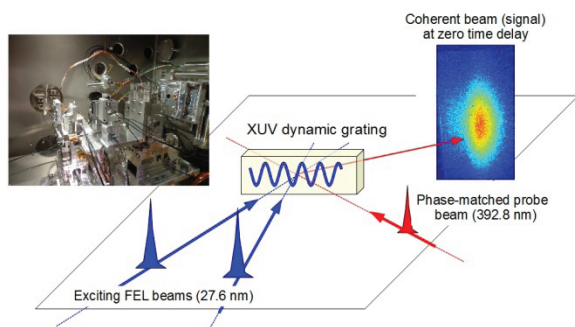 Coherent beam (signal)
at zero time delay
XUV dynamic grating
Phase-matched probe
beam (392.8 nm)
Exciting FEL beams (27.6 nm)